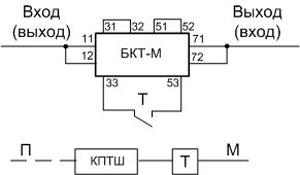 Вход
(выход)
Выход
(вход)
31 32 51 52
11 БКТ-М 71
12 72
33 53
Т
П КПТШ Т М